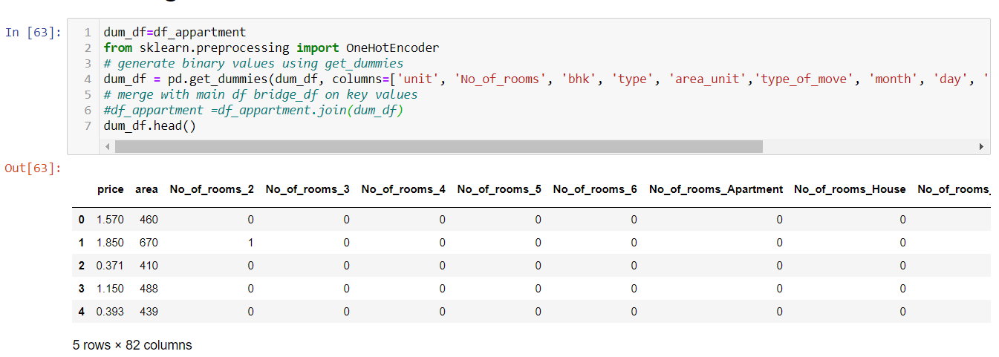 In [63]:
1 dum_df=df_appartment
2 from sklearn.preprocessing import OneHotEncoder
3 # generate binary values using get_dummies
4 dum_df = pd.get_dummies(dum_df, columns=['unit', 'No_of_rooms', 'bhk', 'type', 'area_unit','type_of_move', 'month', 'day', '
5 # merge with main df bridge_df on key values
6 #df_appartment =df_appartment.join(dum_df)
7 dum_df.head()
Out[63]:
price area No_of_rooms_2 No_of_rooms_3 No_of_rooms_4 No_of_rooms_5 No_of_rooms_6 No_of_rooms_Apartment No_of_rooms_House No_of_rooms_
0 1.570 460 0 0 0 0 0 0 0
1 1.850 670 1 0 0 0 0 0 0
2 0.371 410 0 0 0 0 0 0 0
3 1.150 488 0 0 0 0 0 0 0
4 0.393 439 0 0 0 0 0 0 0
5 rows × 82 columns